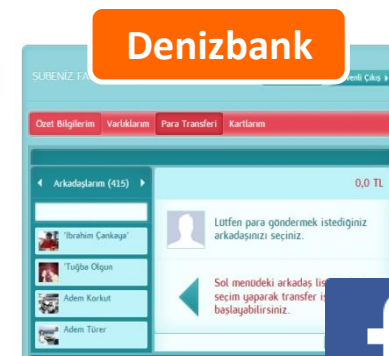 Denizbank
ŞUBENİZ FA
Güvenli Çıkış
Özet Bilgilerim Varlıklarım Para Transferi Kartlarım
Arkadaşlarım (415)
0,0 TL
Lütfen para göndermek istediğiniz
arkadaşınızı seçiniz.
'Ibrahim Çankaya'
'Tuğba Olgun
Sol menüdeki arkadaş lis
seçim yaparak transfer iş
başlayabilirsiniz.
Adem Korkut
Adem Türer